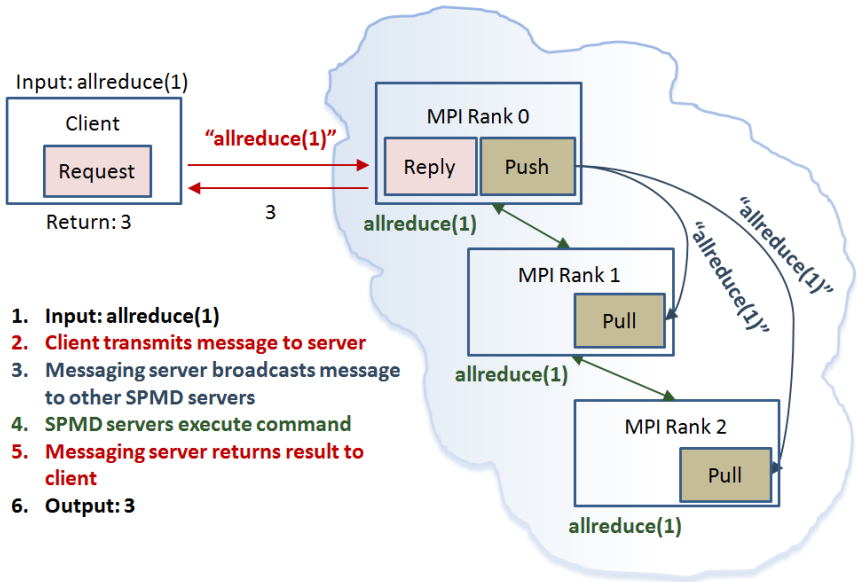 Input: allreduce(1)
Client
Request
Return: 3
“allreduce(1)”
3
MPI Rank 0
Reply
Push
allreduce(1)
MPI Rank 1
Pull
allreduce(1)
MPI Rank 2
Pull
allreduce(1)
“allreduce(1)”
“allreduce(1)”
1. Input: allreduce(1)
2. Client transmits message to server
3. Messaging server broadcasts message
to other SPMD servers
4. SPMD servers execute command
5. Messaging server returns result to
client
6. Output: 3